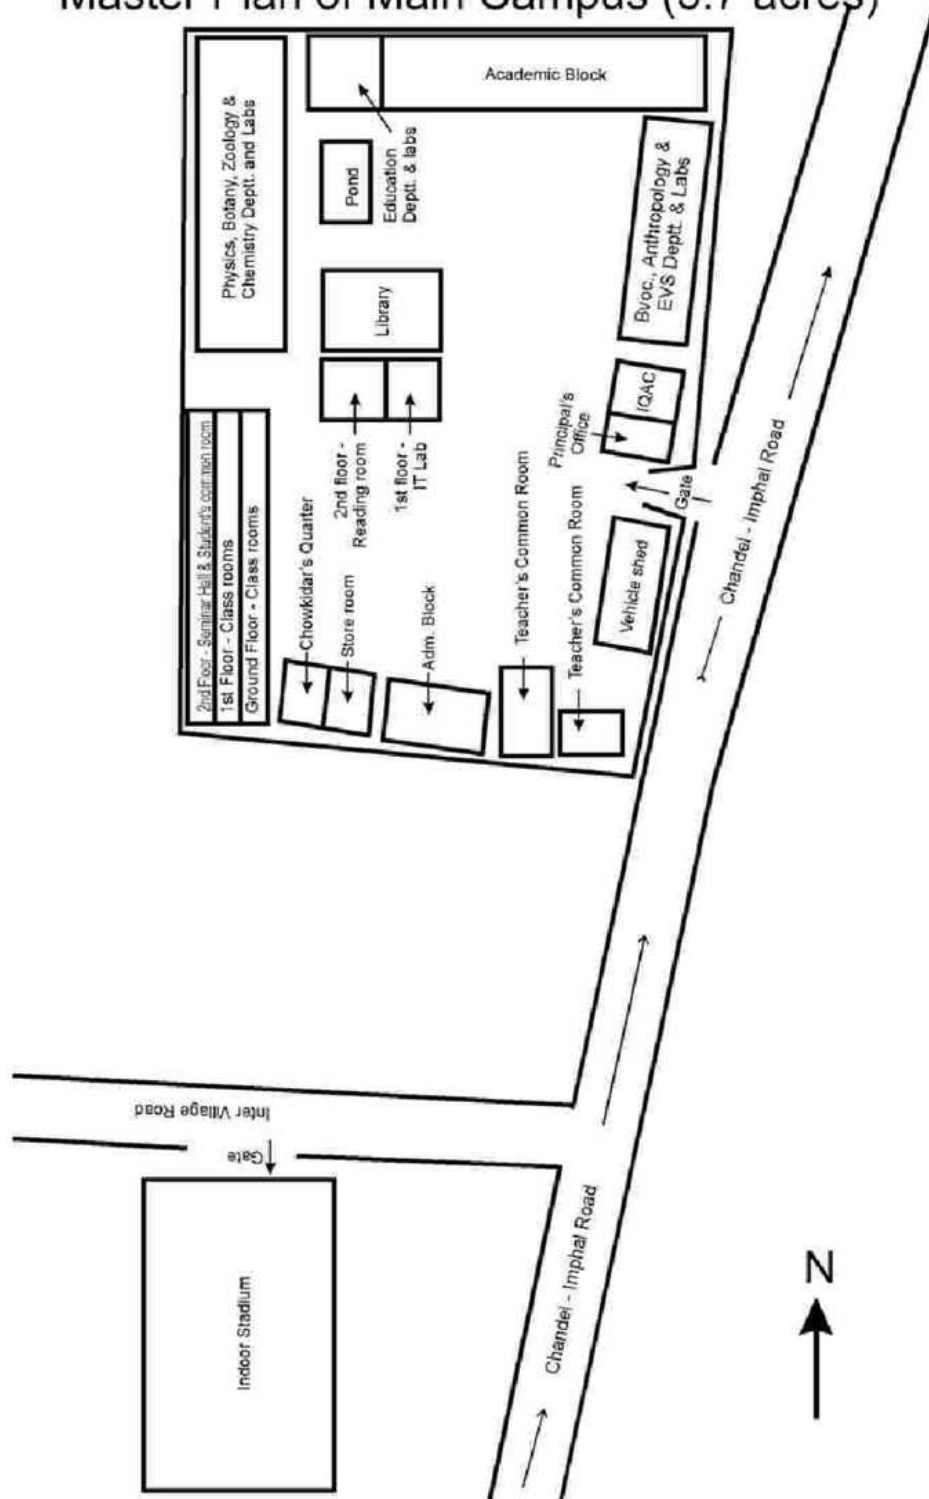 Master Plan of Main Campus (5.7 acres)
Academic Block
Physics, Botany, Zoology &
Chemistry Deptt. and Labs
Education
Deptt. & labs
Pond
Bvoc., Anthropology &
EVS Deptt. & Labs
Library
IQAC
Principal's
Office
2nd floor -
Reading room
1st floor -
IT Lab
2nd Floor - Seminar Hall & Student's common room
1st Floor - Class rooms
Ground Floor - Class rooms
Chowkidar's Quarter
Store room
Adm. Block
Teacher's Common Room
Teacher's Common Room
Gate
Vehicle shed
Chandel - Imphal Road
Inter Village Road
Gate
Indoor Stadium
Chandel - Imphal Road
N